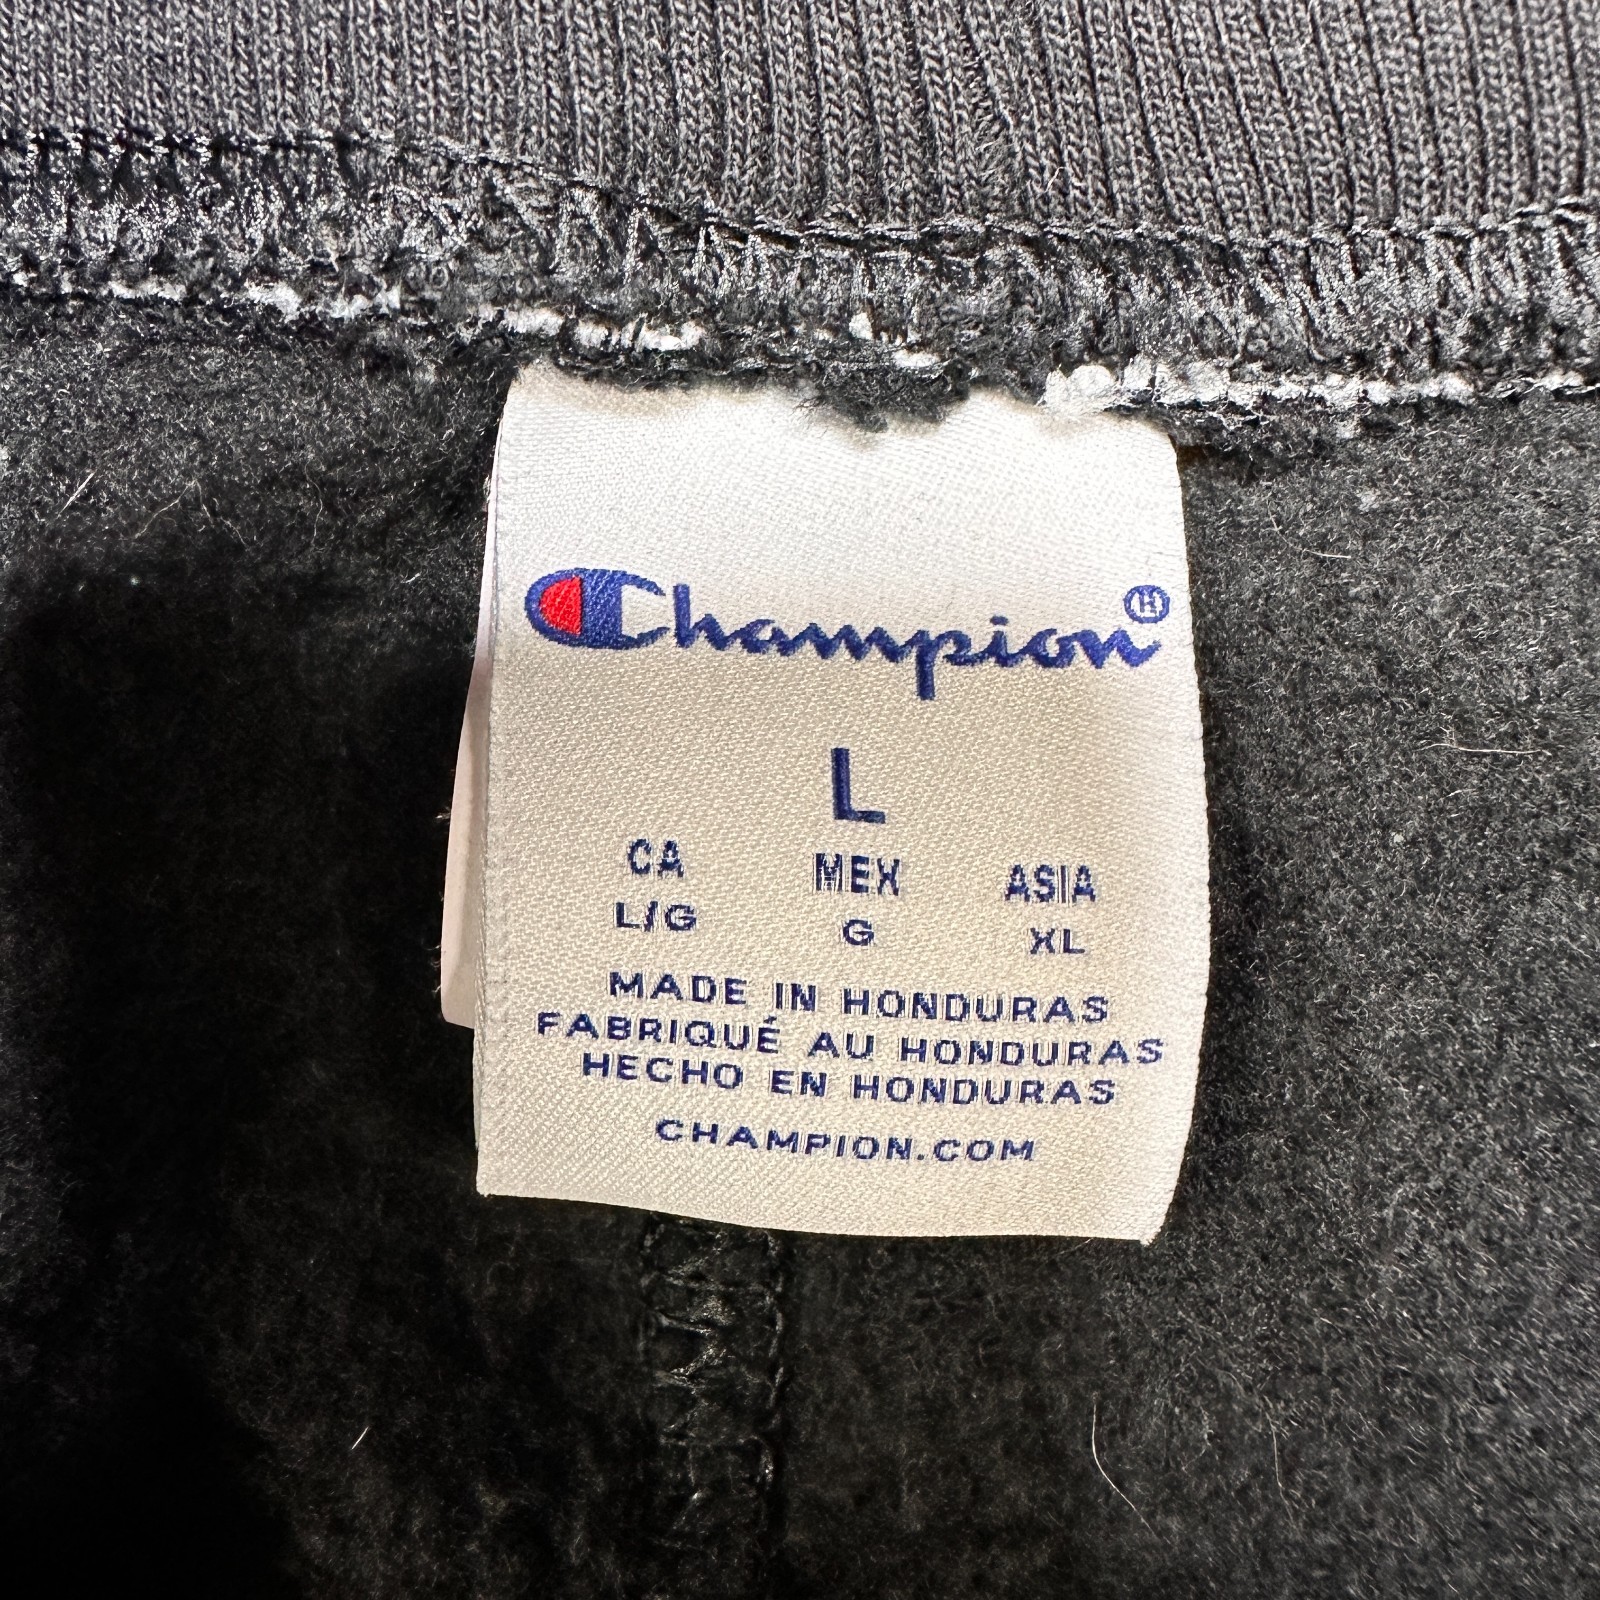 Champion®
L
CA MEX ASIA
L/G G XL
MADE IN HONDURAS
FABRIQUÉ AU HONDURAS
HECHO EN HONDURAS
CHAMPION.COM